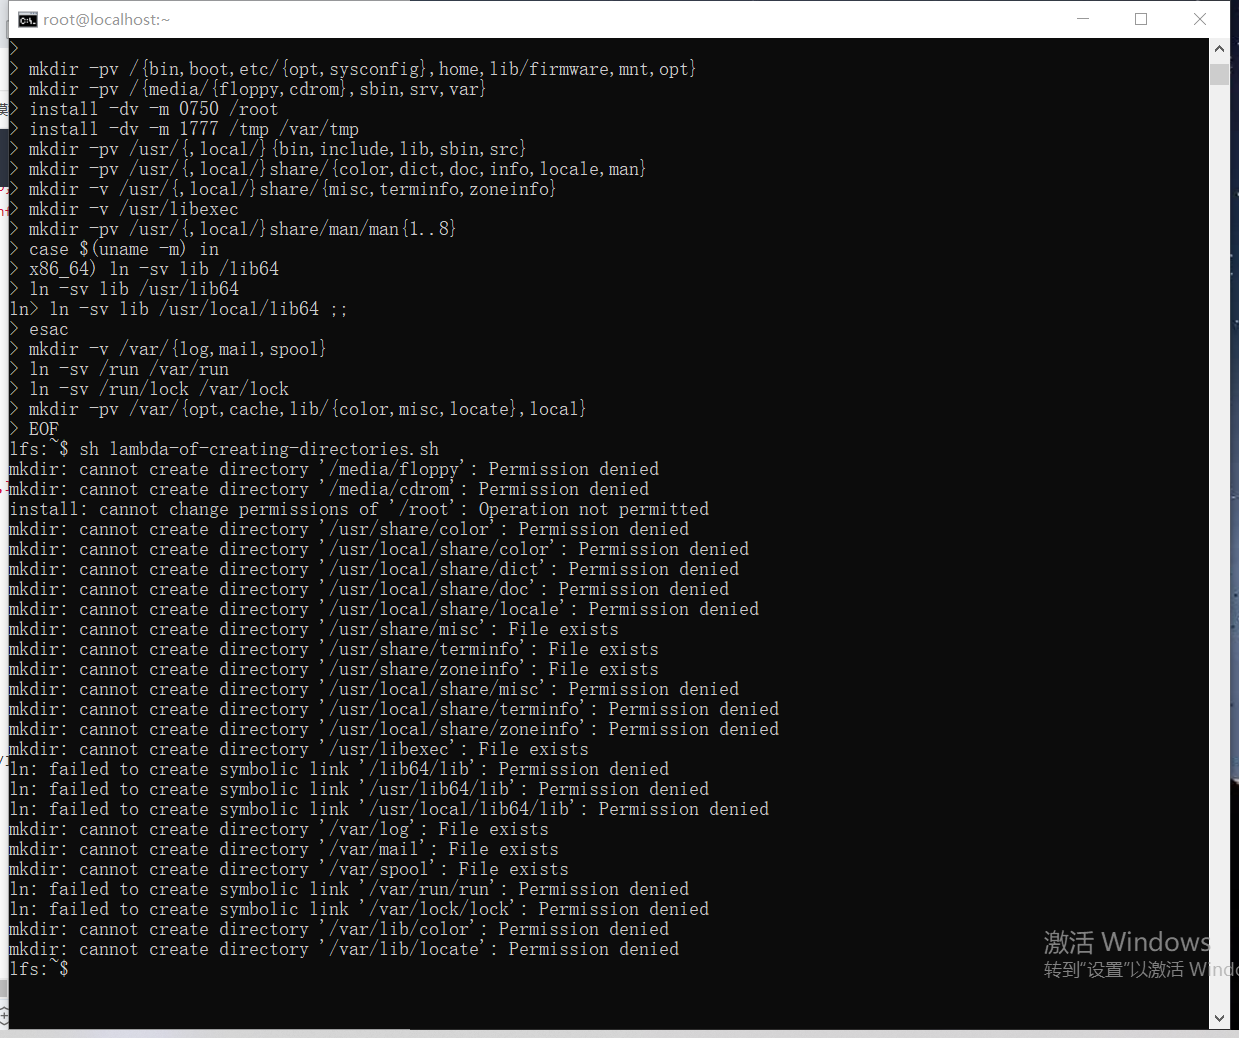 root@localhost:~
>
> mkdir -pv /{bin,boot,etc/{opt,sysconfig},home,lib/firmware,mnt,opt}
> mkdir -pv /{media/{floppy,cdrom},sbin,srv,var}
> install -dv -m 0750 /root
> install -dv -m 1777 /tmp /var/tmp
> mkdir -pv /usr/{,local/}{bin,include,lib,sbin,src}
> mkdir -pv /usr/{,local/}share/{color,dict,doc,info,locale,man}
> mkdir -v /usr/{,local/}share/{misc,terminfo,zoneinfo}
> mkdir -v /usr/libexec
> mkdir -pv /usr/{,local/}share/man/man{1..8}
> case $(uname -m) in
> x86_64) ln -sv lib /lib64
> ln -sv lib /usr/lib64
ln> ln -sv lib /usr/local/lib64 ;;
> esac
> mkdir -v /var/{log,mail,spool}
> ln -sv /run /var/run
> ln -sv /run/lock /var/lock
> mkdir -pv /var/{opt,cache,lib/{color,misc,locate},local}
> EOF
lfs:~$ sh lambda-of-creating-directories.sh
mkdir: cannot create directory '/media/floppy': Permission denied
mkdir: cannot create directory '/media/cdrom': Permission denied
install: cannot change permissions of '/root': Operation not permitted
mkdir: cannot create directory '/usr/share/color': Permission denied
mkdir: cannot create directory '/usr/local/share/color': Permission denied
mkdir: cannot create directory '/usr/local/share/dict': Permission denied
mkdir: cannot create directory '/usr/local/share/doc': Permission denied
mkdir: cannot create directory '/usr/local/share/locale': Permission denied
mkdir: cannot create directory '/usr/share/misc': File exists
mkdir: cannot create directory '/usr/share/terminfo': File exists
mkdir: cannot create directory '/usr/share/zoneinfo': File exists
mkdir: cannot create directory '/usr/local/share/misc': Permission denied
mkdir: cannot create directory '/usr/local/share/terminfo': Permission denied
mkdir: cannot create directory '/usr/local/share/zoneinfo': Permission denied
mkdir: cannot create directory '/usr/libexec': File exists
ln: failed to create symbolic link '/lib64/lib': Permission denied
ln: failed to create symbolic link '/usr/lib64/lib': Permission denied
ln: failed to create symbolic link '/usr/local/lib64/lib': Permission denied
mkdir: cannot create directory '/var/log': File exists
mkdir: cannot create directory '/var/mail': File exists
mkdir: cannot create directory '/var/spool': File exists
ln: failed to create symbolic link '/var/run/run': Permission denied
ln: failed to create symbolic link '/var/lock/lock': Permission denied
mkdir: cannot create directory '/var/lib/color': Permission denied
mkdir: cannot create directory '/var/lib/locate': Permission denied
lfs:~$
激活 Windows
转到"设置"以激活 Windo